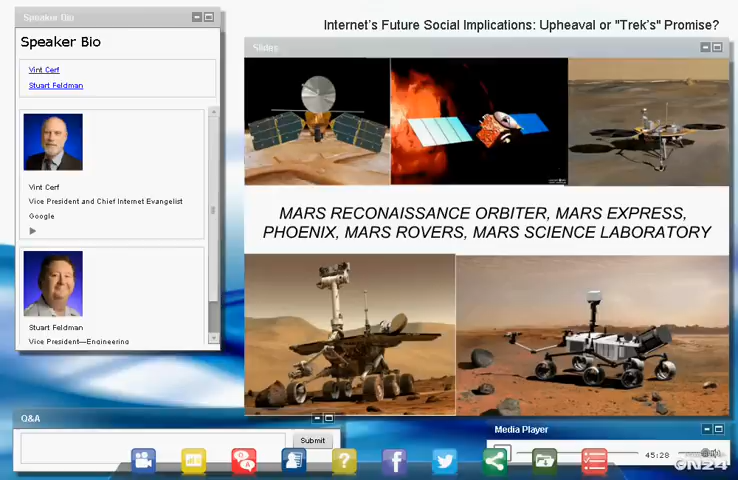 Internet's Future Social Implications: Upheaval or "Trek's" Promise?
Speaker Bio
Speaker Bio
Vint Cerf
Stuart Feldman
Vint Cerf
Vice President and Chief Internet Evangelist
Google
Stuart Feldman
Vice President—Engineering
Slides
MARS RECONAISSANCE ORBITER, MARS EXPRESS,
PHOENIX, MARS ROVERS, MARS SCIENCE LABORATORY
Q&A
Submit
Media Player
45:28
ON24